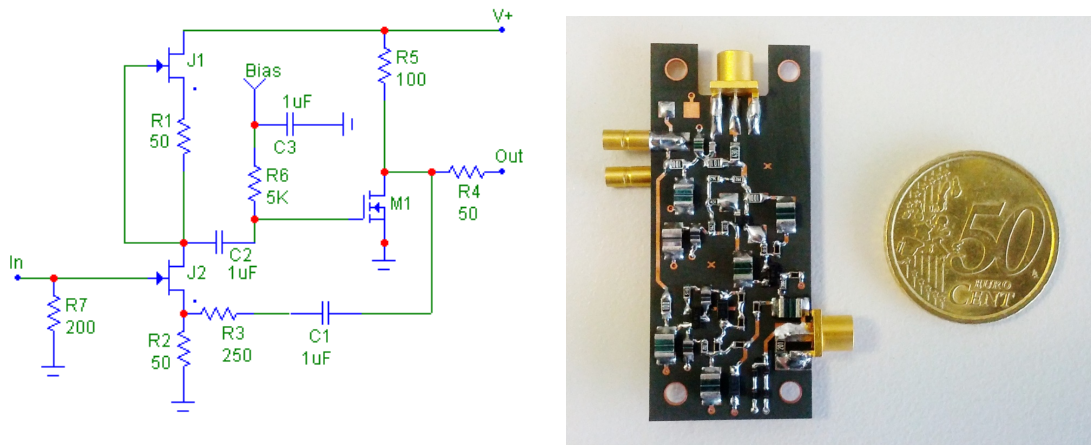 V+
J1
R5
100
Bias
1uF
C3
R1
50
R6
5K
Out
R4
50
M1
C2
1uF
In
J2
R7
200
R3
250
C1
1uF
R2
50
50
EURO
CENT